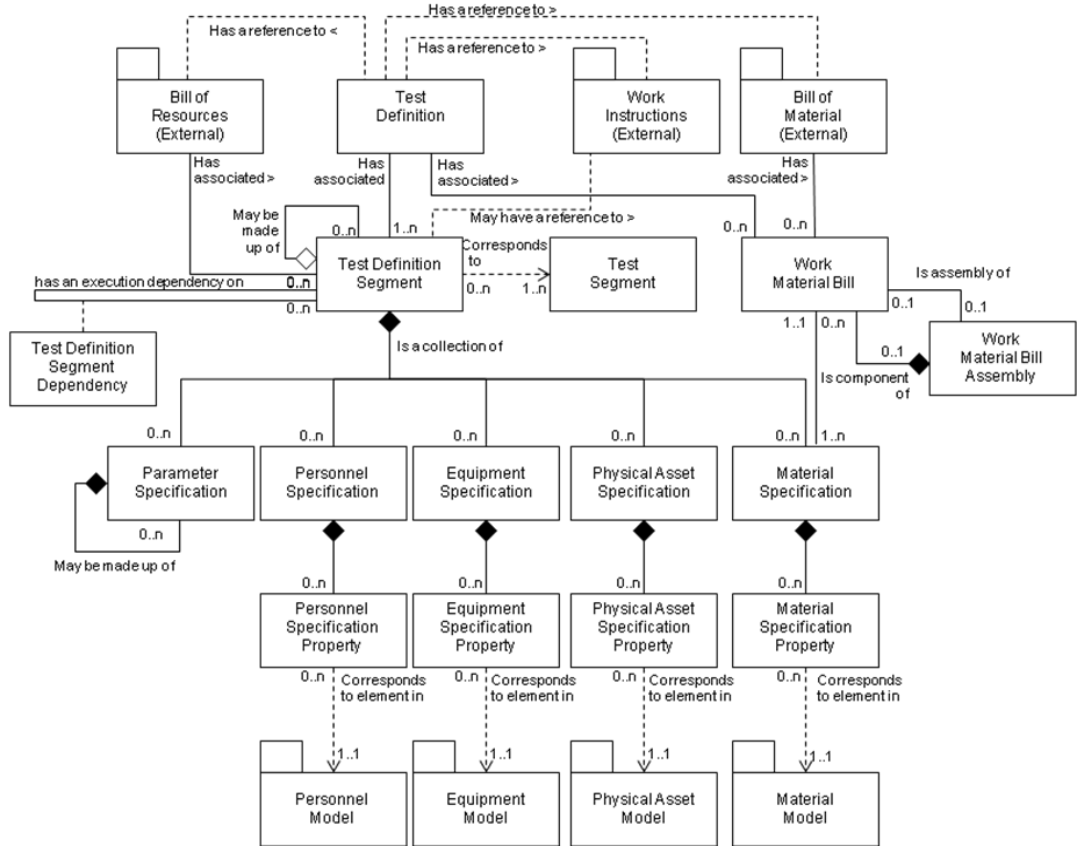 Has a reference to >
Has a reference to <
Has a reference to >
Bill of
Resources
(External)
Test
Definition
Work
Instructions
(External)
Bill of
Material
(External)
Has
associated >
Has
associated
Has
associated >
Has
associated >
May be
made
up of
0..n
1..n
May have a reference to >
0..n
0..n
Test Definition
Segment
Corresponds
to
0..n
1..n
Test
Segment
Work
Material Bill
Is assembly of
0..1
0..1
has an execution dependency on
0..n
0..n
Test Definition
Segment
Dependency
Is a collection of
1..1
0..n
0..1
Is component
of
Work
Material Bill
Assembly
0..n
0..n
0..n
0..n
0..n
1..n
Parameter
Specification
Personnel
Specification
Equipment
Specification
Physical Asset
Specification
Material
Specification
0..n
May be made up of
0..n
0..n
0..n
0..n
Personnel
Specification
Property
Equipment
Specification
Property
Physical Asset
Specification
Property
Material
Specification
Property
0..n
Corresponds
to element in
0..n
Corresponds
to element in
0..n
Corresponds
to element in
0..n
Corresponds
to element in
1..1
1..1
1..1
1..1
Personnel
Model
Equipment
Model
Physical Asset
Model
Material
Model